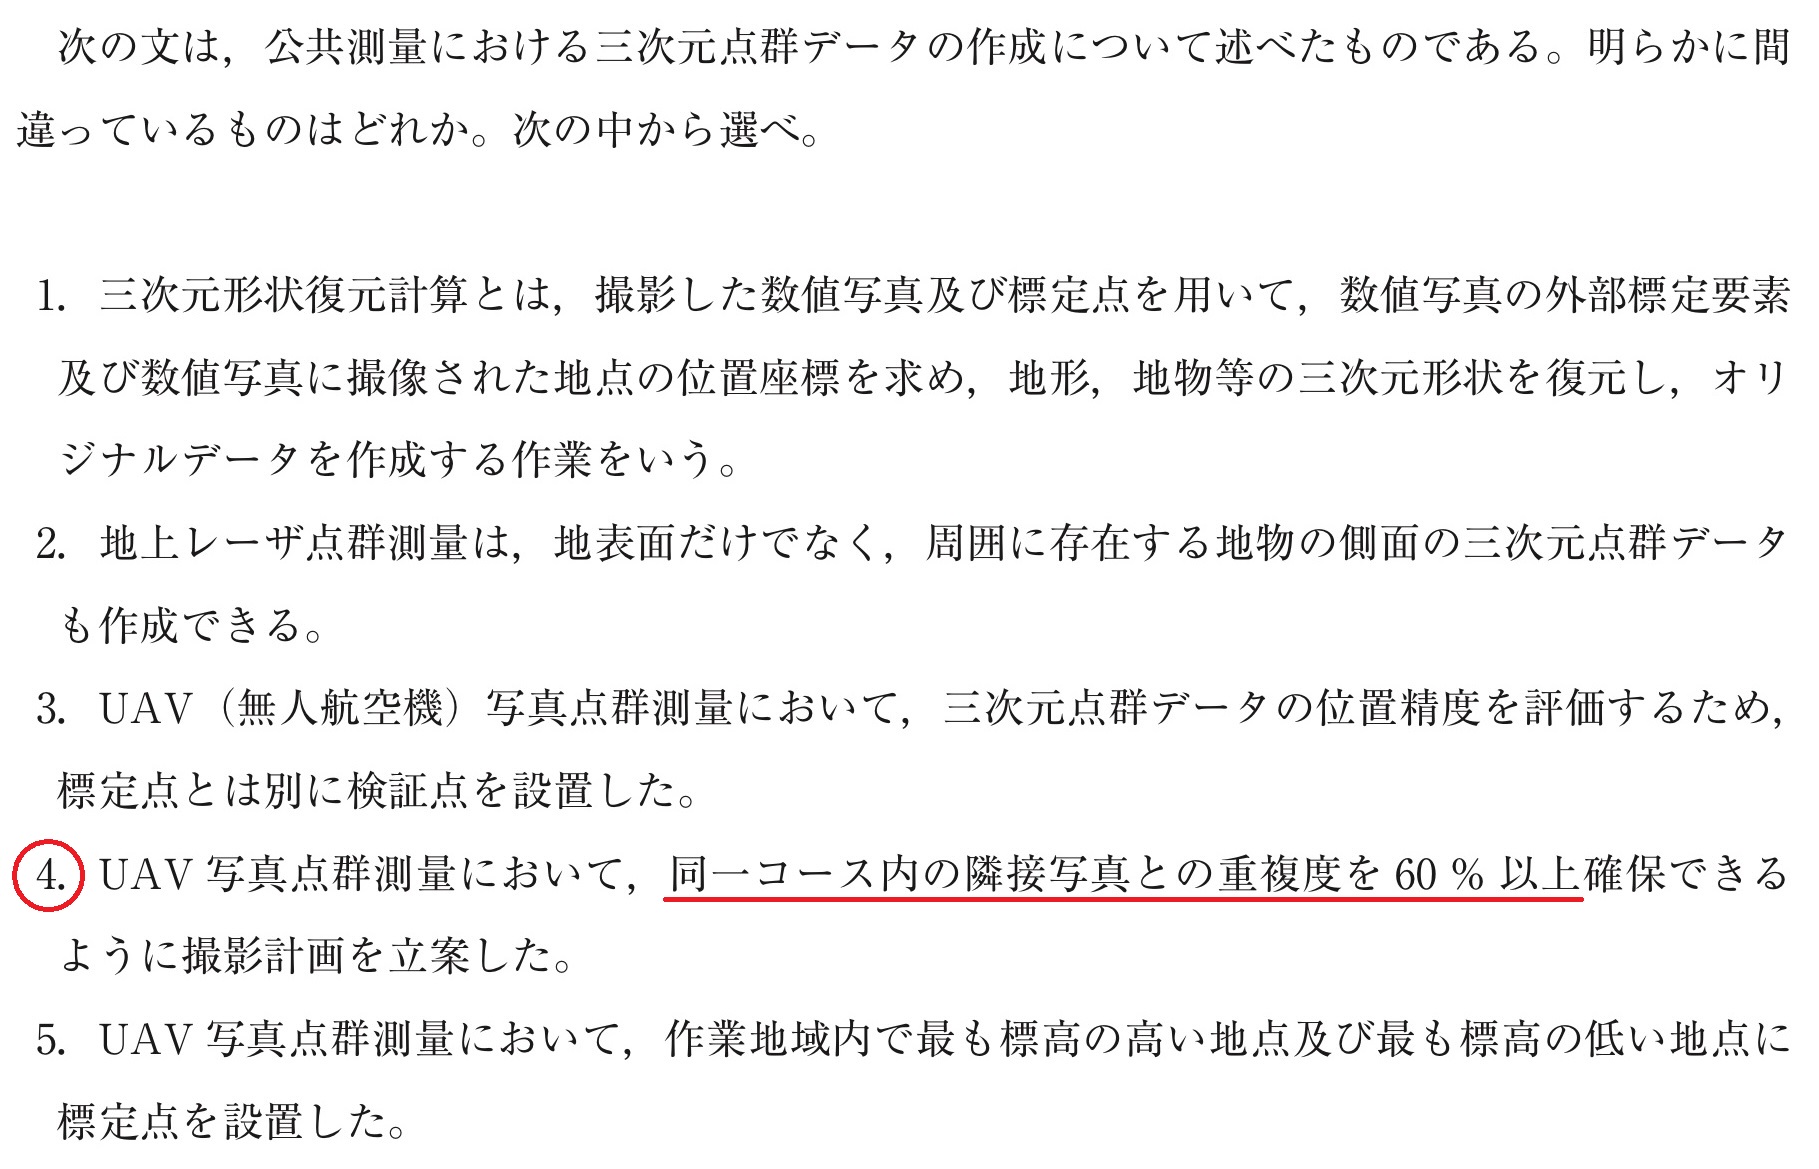 次の文は，公共測量における三次元点群データの作成について述べたものである。明らかに間
違っているものはどれか。次の中から選べ。
1. 三次元形状復元計算とは，撮影した数値写真及び標定点を用いて，数値写真の外部標定要素
及び数値写真に撮像された地点の位置座標を求め，地形，地物等の三次元形状を復元し，オリ
ジナルデータを作成する作業をいう。
2. 地上レーザ点群測量は，地表面だけでなく，周囲に存在する地物の側面の三次元点群データ
も作成できる。
3. UAV（無人航空機）写真点群測量において，三次元点群データの位置精度を評価するため，
標定点とは別に検証点を設置した。
4. UAV 写真点群測量において，同一コース内の隣接写真との重複度を 60 % 以上確保できる
ように撮影計画を立案した。
5. UAV 写真点群測量において，作業地域内で最も標高の高い地点及び最も標高の低い地点に
標定点を設置した。